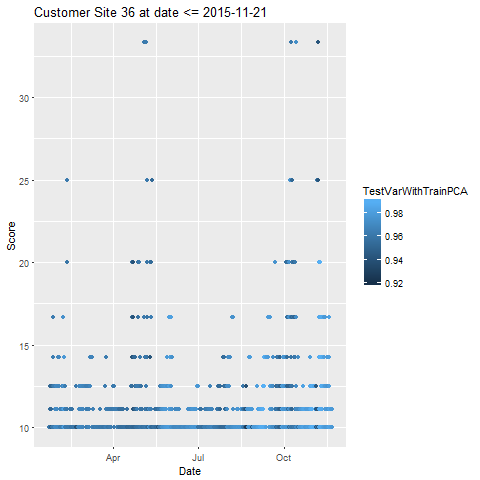 Customer Site 36 at date <= 2015-11-21
Score
30
25
20
15
10
Apr
Jul
Oct
Date
TestVarWithTrainPCA
0.98
0.96
0.94
0.92